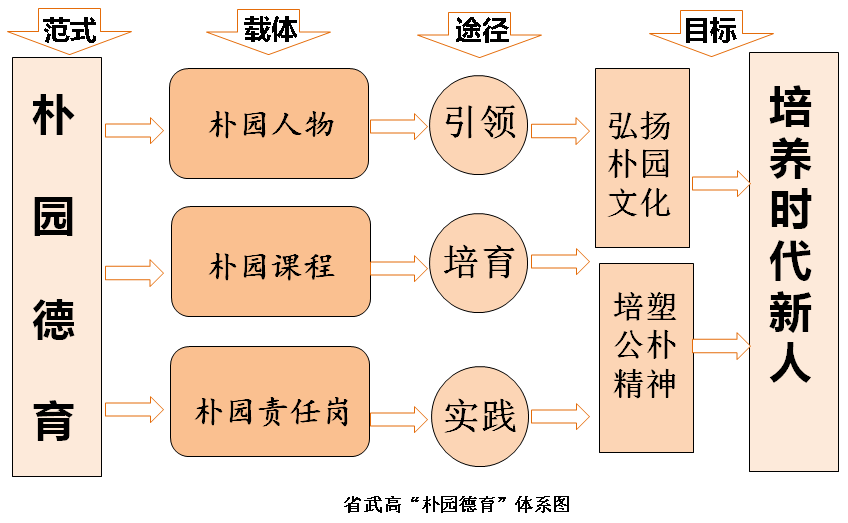 范式
载体
途径
目标
朴园德育
朴园人物
引领
弘扬
朴园
文化
朴园课程
培育
培塑
公朴
精神
朴园责任岗
实践
培养时代新人
省武高“朴园德育”体系图